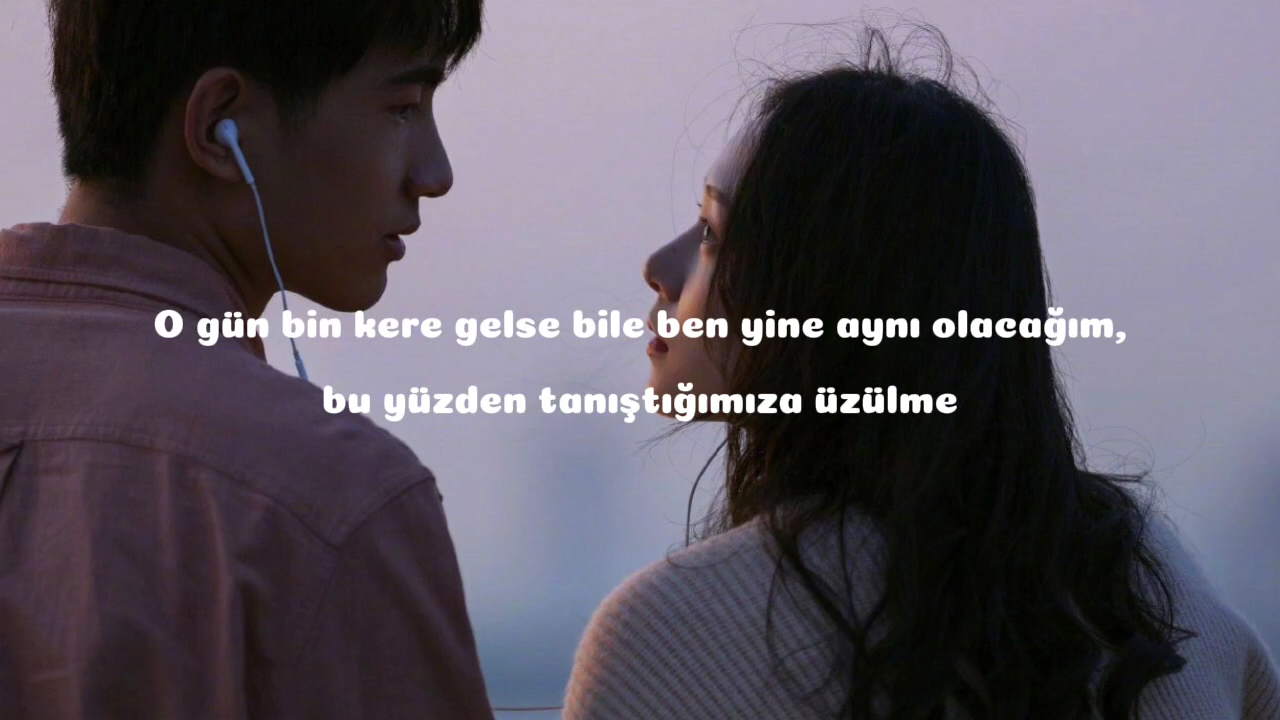 O gün bin kere gelse bile ben yine aynı olacağım,
bu yüzden tanıştığımıza üzülme